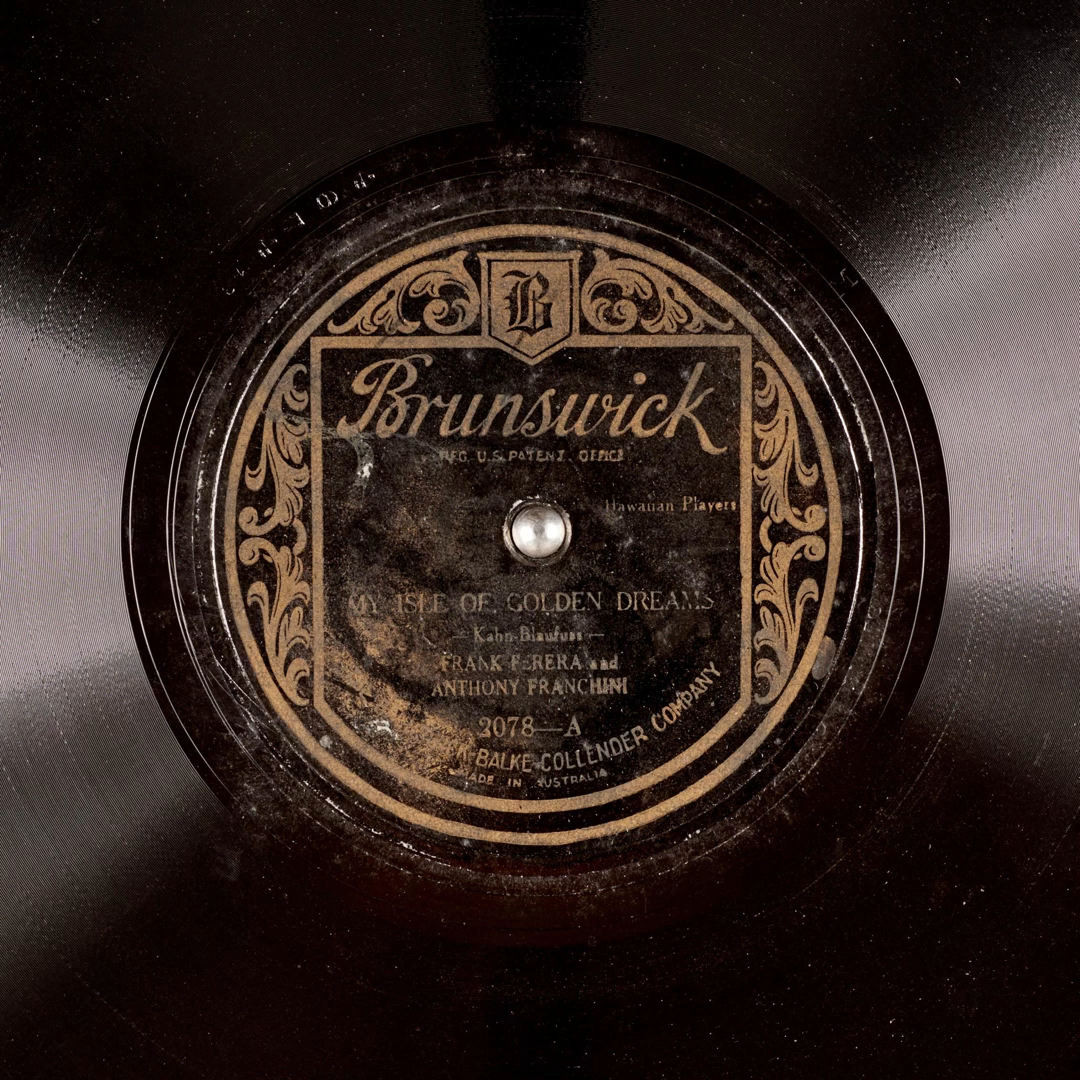 B
Brunswick
REG. U.S. PATENT OFFICE
Hawaiian Players
MY ISLE OF GOLDEN DREAMS
— Kahn-Blaufuss —
FRANK FERERA and
ANTHONY FRANCHINI
2078—A
BALKE-COLLENDER COMPANY
MADE IN AUSTRALIA